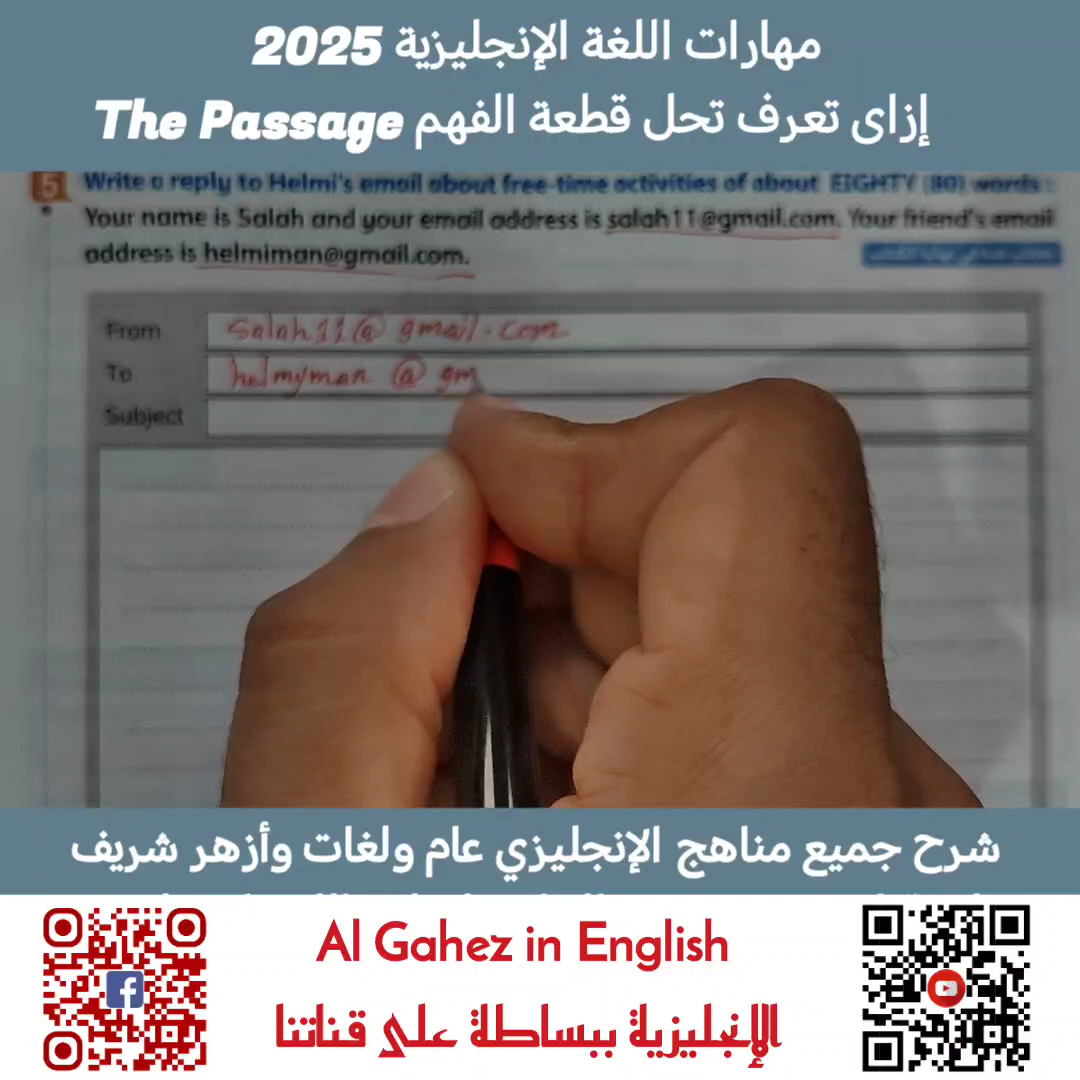 مهارات اللغة الإنجليزية 2025
إزاى تعرف تحل قطعة الفهم The Passage
5 Write a reply to Helmi's email about free-time activities of about EIGHTY (80) words :
Your name is Salah and your email address is salah11@gmail.com. Your friend's email
address is helmiman@gmail.com.
From salah11@gmail.com
To helmyman @ gm
Subject
شرح جميع مناهج الإنجليزي عام ولغات وأزهر شريف
Al Gahez in English
الإنجليزية ببساطة على قناتنا